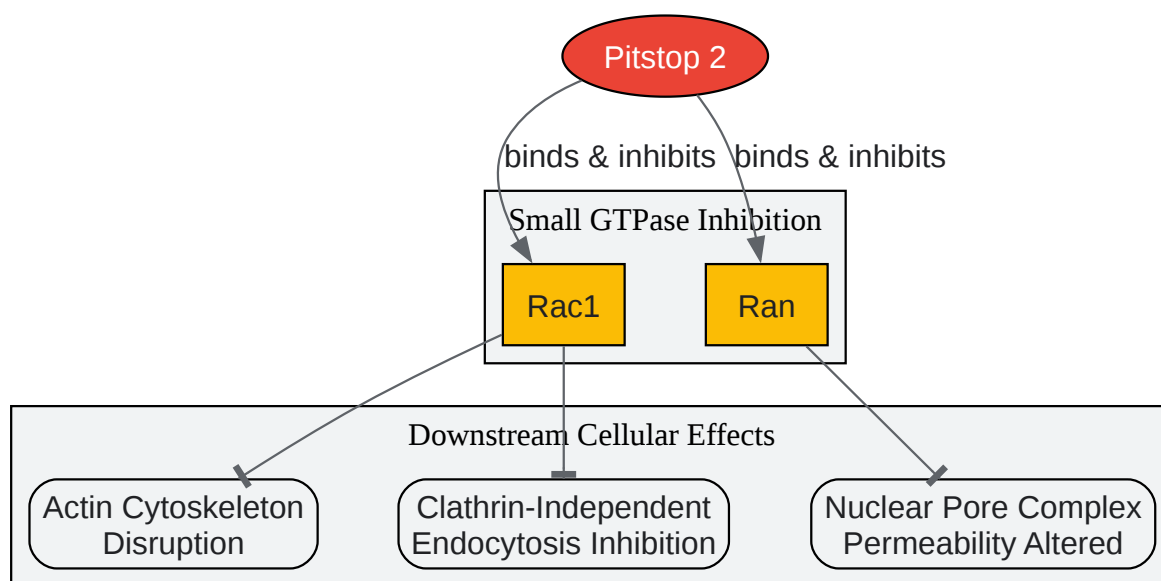 Pitstop 2
binds & inhibits
binds & inhibits
Small GTPase Inhibition
Rac1
Ran
Downstream Cellular Effects
Actin Cytoskeleton
Disruption
Clathrin-Independent
Endocytosis Inhibition
Nuclear Pore Complex
Permeability Altered